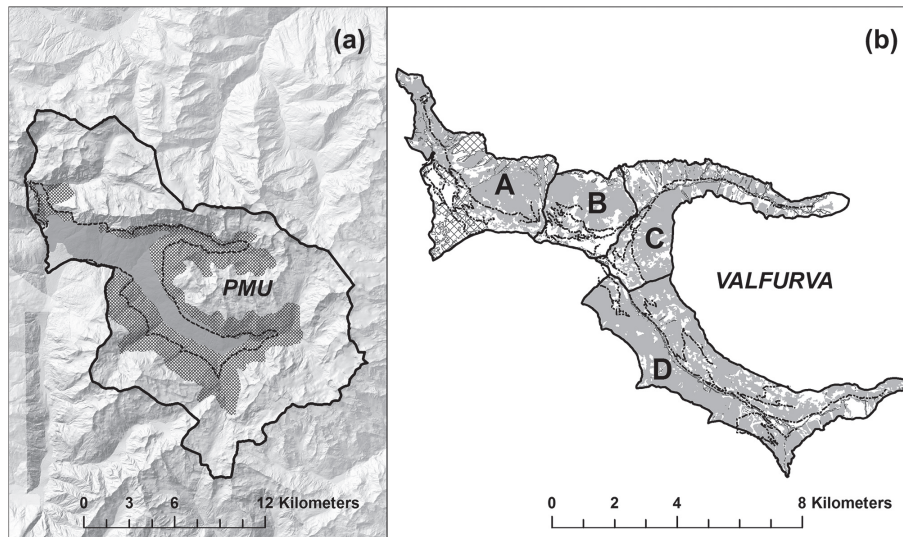 (a)
PMU
0 3 6 12 Kilometers
(b)
A
B
C
VALFURVA
D
0 2 4 8 Kilometers